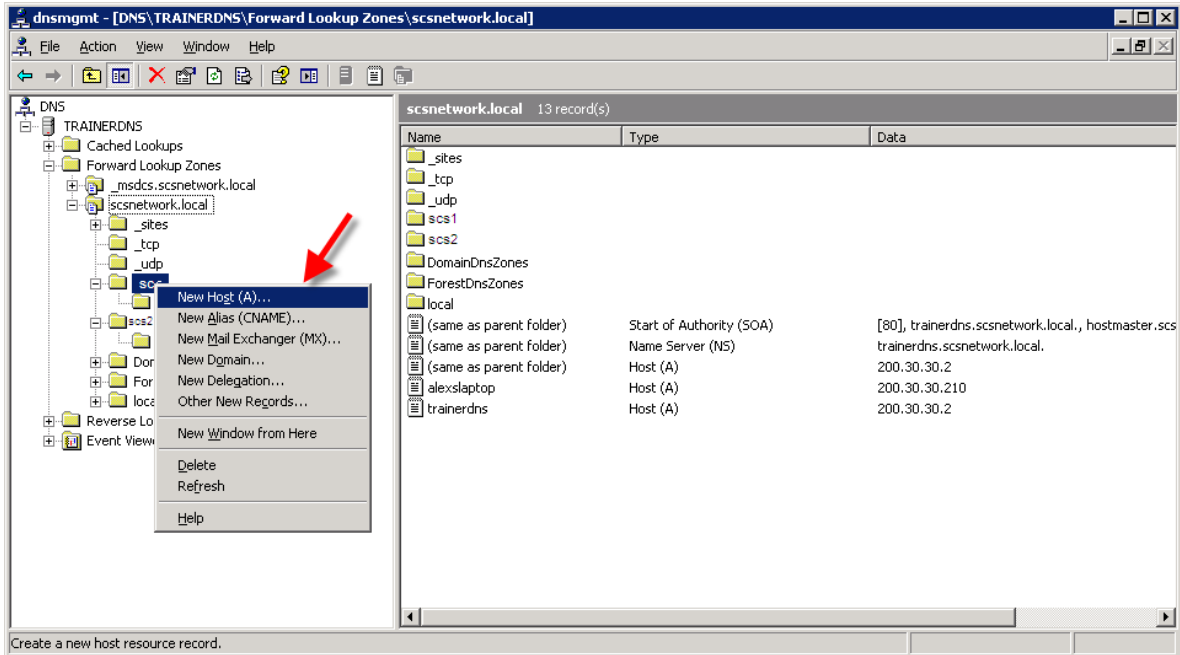 dnsmgmt - [DNS\TRAINERDNS\Forward Lookup Zones\scsnetwork.local]
File Action View Window Help
DNS
TRAINERDNS
Cached Lookups
Forward Lookup Zones
_msdcs.scsnetwork.local
scsnetwork.local
_sites
_tcp
_udp
scs
scs2
Dor
For
loca
Reverse Lo
Event View
New Host (A)...
New Alias (CNAME)...
New Mail Exchanger (MX)...
New Domain...
New Delegation...
Other New Records...
New Window from Here
Delete
Refresh
Help
scsnetwork.local 13 record(s)
Name Type Data
_sites
_tcp
_udp
scs1
scs2
DomainDnsZones
ForestDnsZones
local
(same as parent folder) Start of Authority (SOA) [80], trainerdns.scsnetwork.local., hostmaster.scs
(same as parent folder) Name Server (NS) trainerdns.scsnetwork.local.
(same as parent folder) Host (A) 200.30.30.2
alexslaptop Host (A) 200.30.30.210
trainerdns Host (A) 200.30.30.2
Create a new host resource record.